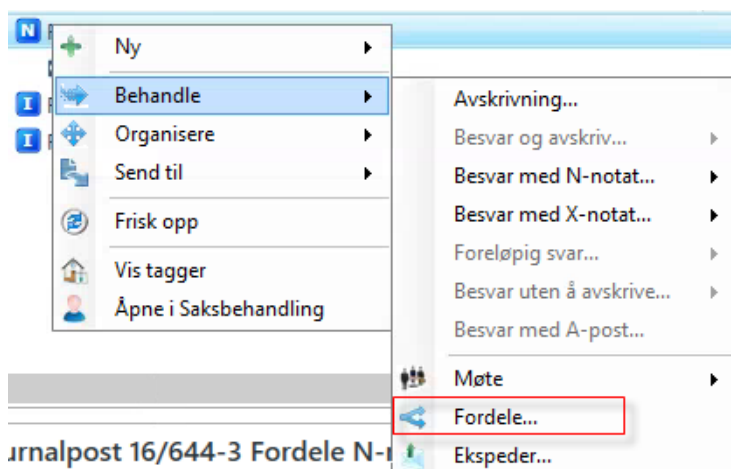 N
Ny
Behandle
Avskrivning...
I
Organisere
Besvar og avskriv...
I
Send til
Besvar med N-notat...
Frisk opp
Besvar med X-notat...
Foreløpig svar...
Vis tagger
Besvar uten å avskrive...
Åpne i Saksbehandling
Besvar med A-post...
Møte
Fordele...
urnalpost 16/644-3 Fordele N-
Ekspeder...